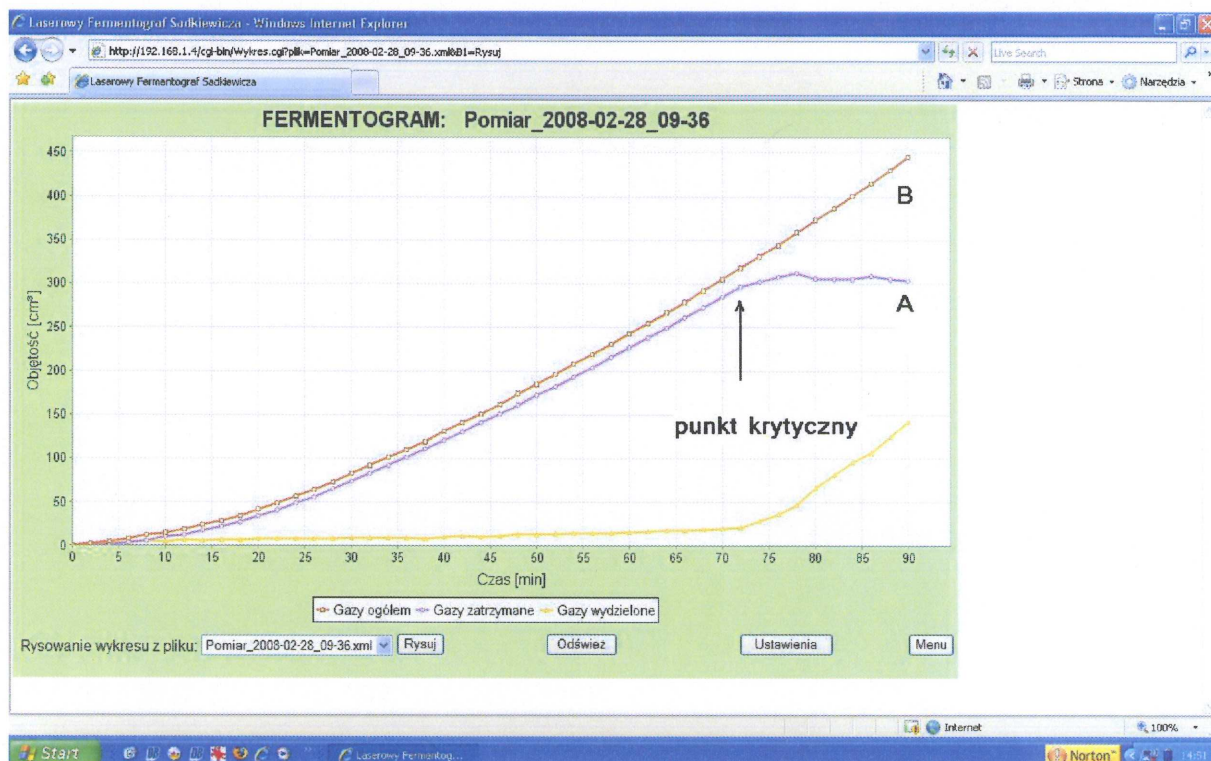 Laserowy Fermentograf Sadkiewicza - Windows Internet Explorer
http://192.168.1.4/cgi-bin/Wykres.cgi?plik=Pomiar_2008-02-28_09-36.xml&B1=Rysuj
Live Search
Laserowy Fermentograf Sadkiewicza
Strona
Narzędzia
FERMENTOGRAM: Pomiar_2008-02-28_09-36
Objętość [cm³]
450
400
350
300
250
200
150
100
50
0
B
A
punkt krytyczny
0 5 10 15 20 25 30 35 40 45 50 55 60 65 70 75 80 85 90
Czas [min]
Gazy ogółem Gazy zatrzymane Gazy wydzielone
Rysowanie wykresu z pliku: Pomiar_2008-02-28_09-36.xml Rysuj Odśwież Ustawienia Menu
Internet 100%
Start Laserowy Fermentog... Norton 14:51